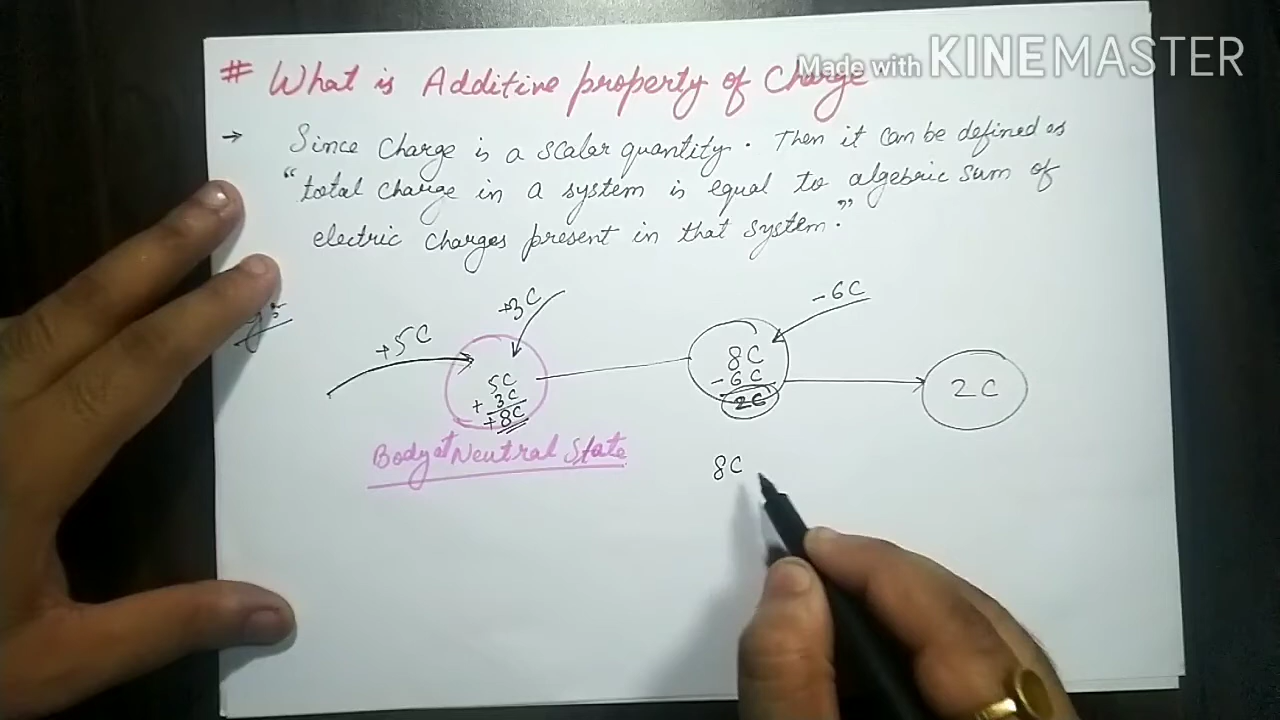 Made with KINEMASTER
# What is Additive property of Charge
→ Since charge is a scalar quantity. Then it can be defined as
"total charge in a system is equal to algebric sum of
electric charges present in that system."
+5C
+3C
5C
+ 3C
+8C
Body at Neutral State
-6C
8C
-6C
2C
2C
8C